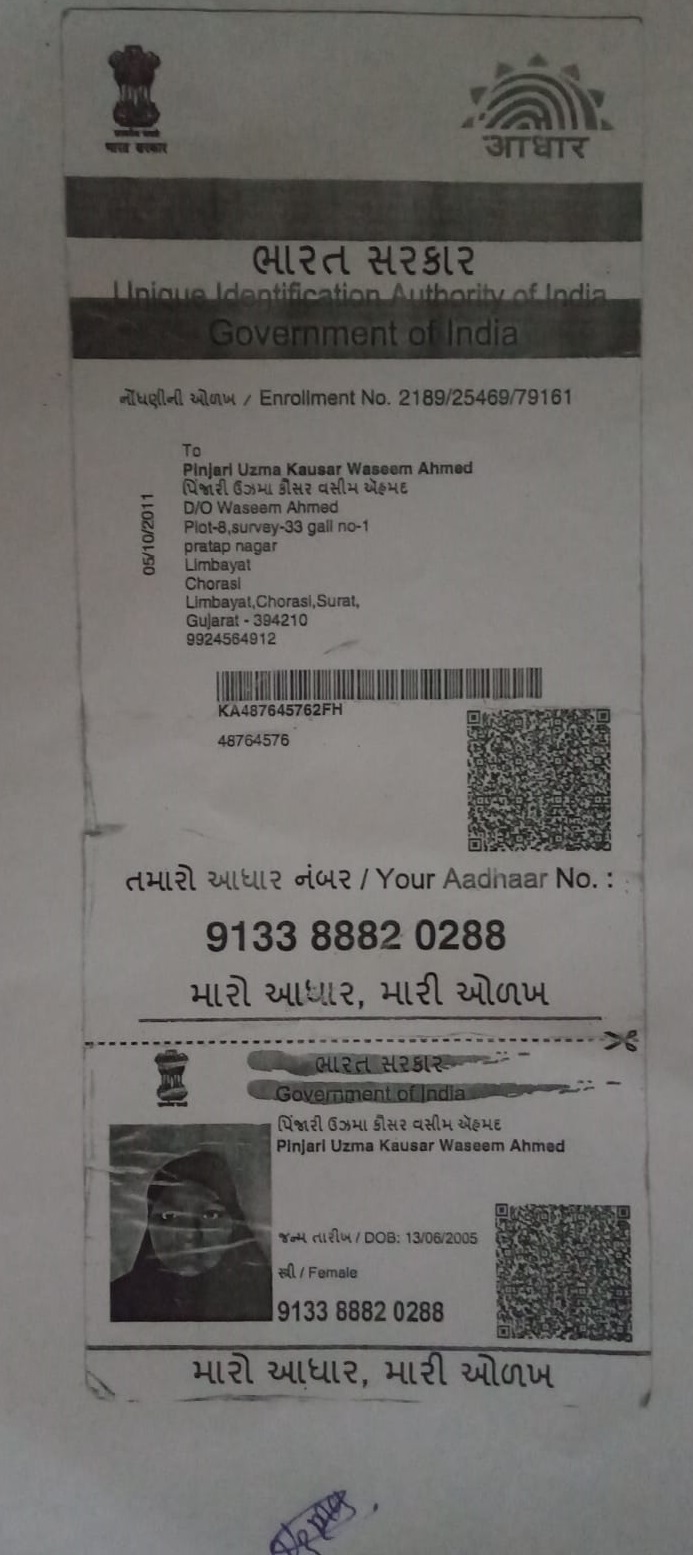 भारत सरकार
आधार
ભારત સરકાર
Unique Identification Authority of India
Government of India
નોંધણીની ઓળખ / Enrollment No. 2189/25469/79161
05/10/2011
To
Pinjari Uzma Kausar Waseem Ahmed
પિંજારી ઉઝમા કૌસર વસીમ એહમદ
D/O Waseem Ahmed
Plot-8,survey-33 gali no-1
pratap nagar
Limbayat
Chorasi
Limbayat,Chorasi,Surat,
Gujarat - 394210
9924564912
KA487645762FH
48764576
તમારો આધાર નંબર / Your Aadhaar No. :
9133 8882 0288
મારો આધાર, મારી ઓળખ
ભારત સરકાર
Government of India
પિંજારી ઉઝમા કૌસર વસીમ એહમદ
Pinjari Uzma Kausar Waseem Ahmed
જન્મ તારીખ / DOB: 13/06/2005
સ્ત્રી / Female
9133 8882 0288
મારો આધાર, મારી ઓળખ